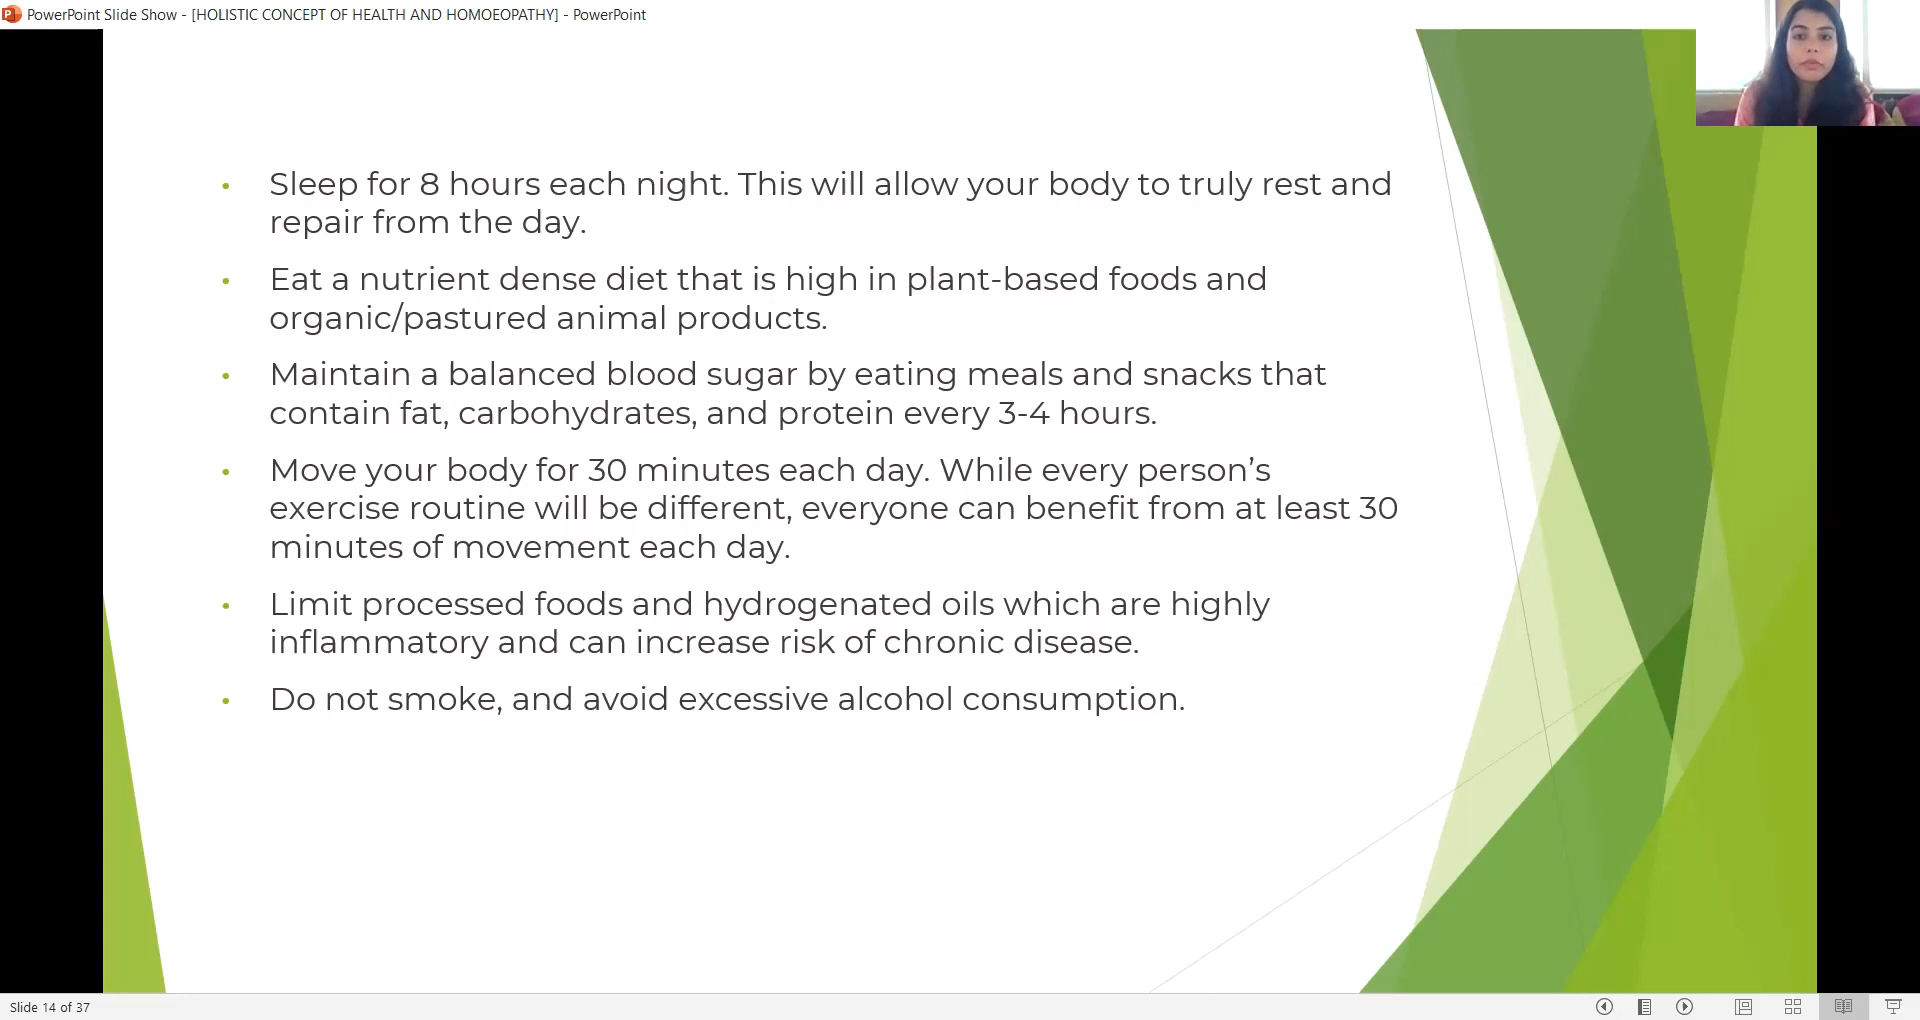 PowerPoint Slide Show - [HOLISTIC CONCEPT OF HEALTH AND HOMOEOPATHY] - PowerPoint
• Sleep for 8 hours each night. This will allow your body to truly rest and
repair from the day.
• Eat a nutrient dense diet that is high in plant-based foods and
organic/pastured animal products.
• Maintain a balanced blood sugar by eating meals and snacks that
contain fat, carbohydrates, and protein every 3-4 hours.
• Move your body for 30 minutes each day. While every person’s
exercise routine will be different, everyone can benefit from at least 30
minutes of movement each day.
• Limit processed foods and hydrogenated oils which are highly
inflammatory and can increase risk of chronic disease.
• Do not smoke, and avoid excessive alcohol consumption.
Slide 14 of 37